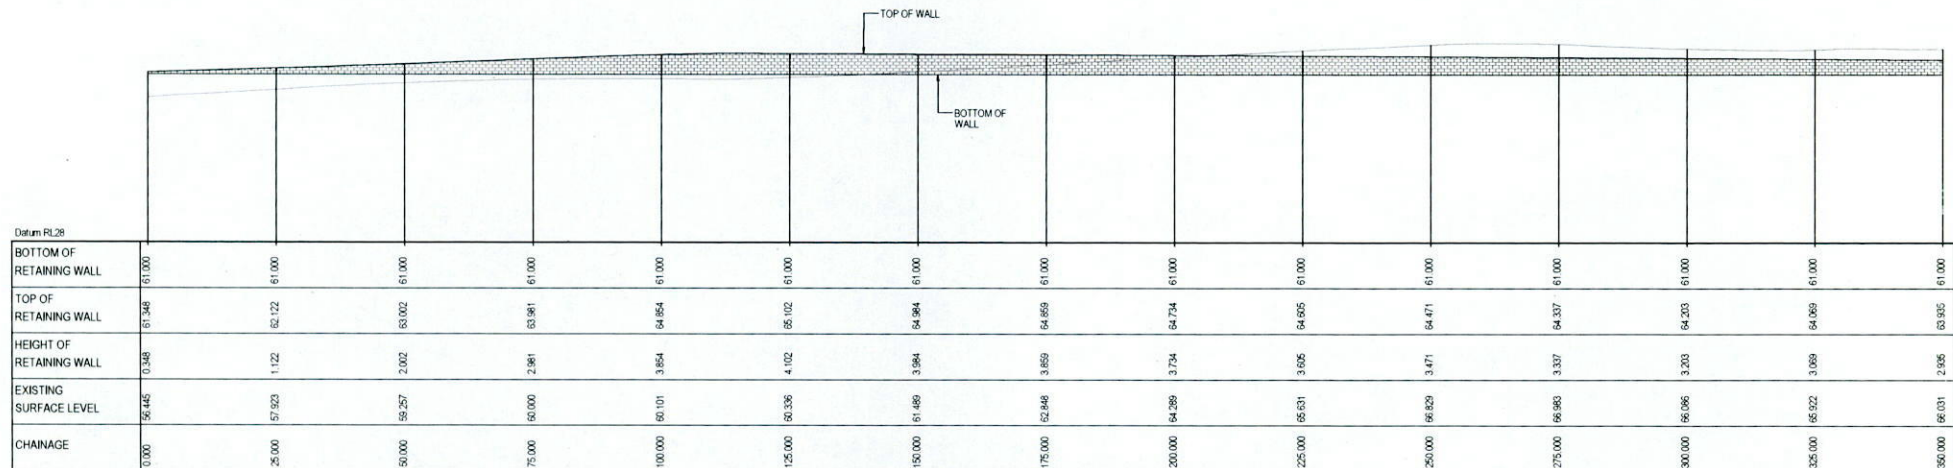 TOP OF WALL
BOTTOM OF
WALL
Datum RL28
BOTTOM OF
RETAINING WALL
61.000 61.000 61.000 61.000 61.000 61.000 61.000 61.000 61.000 61.000 61.000 61.000 61.000 61.000 61.000
TOP OF
RETAINING WALL
61.348 62.122 63.002 63.981 64.854 65.102 64.984 64.859 64.734 64.605 64.471 64.337 64.203 64.069 63.935
HEIGHT OF
RETAINING WALL
0.348 1.122 2.002 2.981 3.854 4.102 3.984 3.859 3.734 3.605 3.471 3.337 3.203 3.069 2.935
EXISTING
SURFACE LEVEL
56.445 57.923 59.257 60.000 60.101 60.336 61.489 62.848 64.289 65.631 66.829 66.983 66.086 65.922 66.031
CHAINAGE
0.000 25.000 50.000 75.000 100.000 125.000 150.000 175.000 200.000 225.000 250.000 275.000 300.000 325.000 350.000